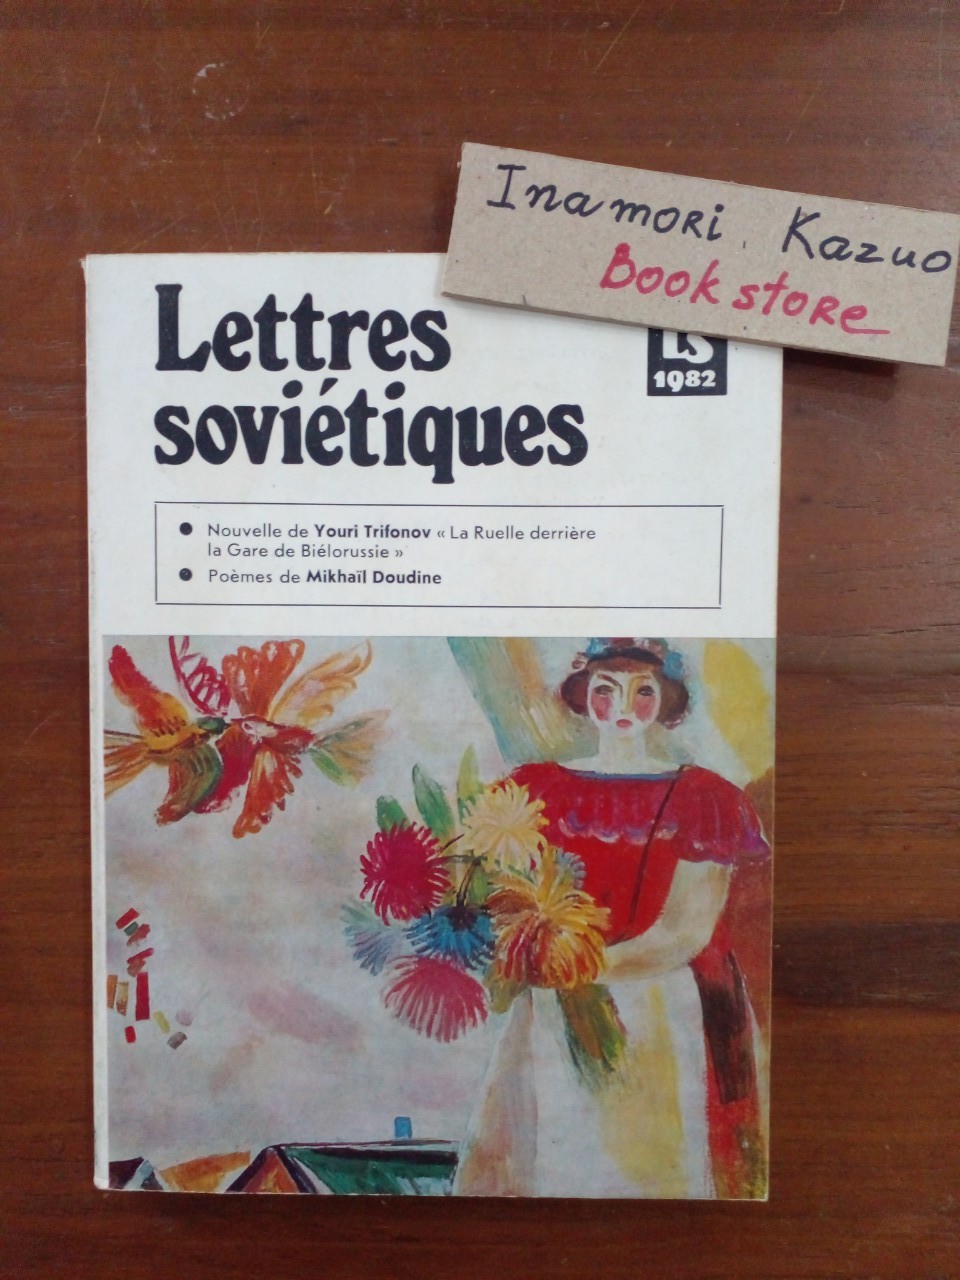 Inamori Kazuo
Book store
Lettres
soviétiques
LS
1982
• Nouvelle de Youri Trifonov « La Ruelle derrière
la Gare de Biélorussie »
• Poèmes de Mikhaïl Doudine